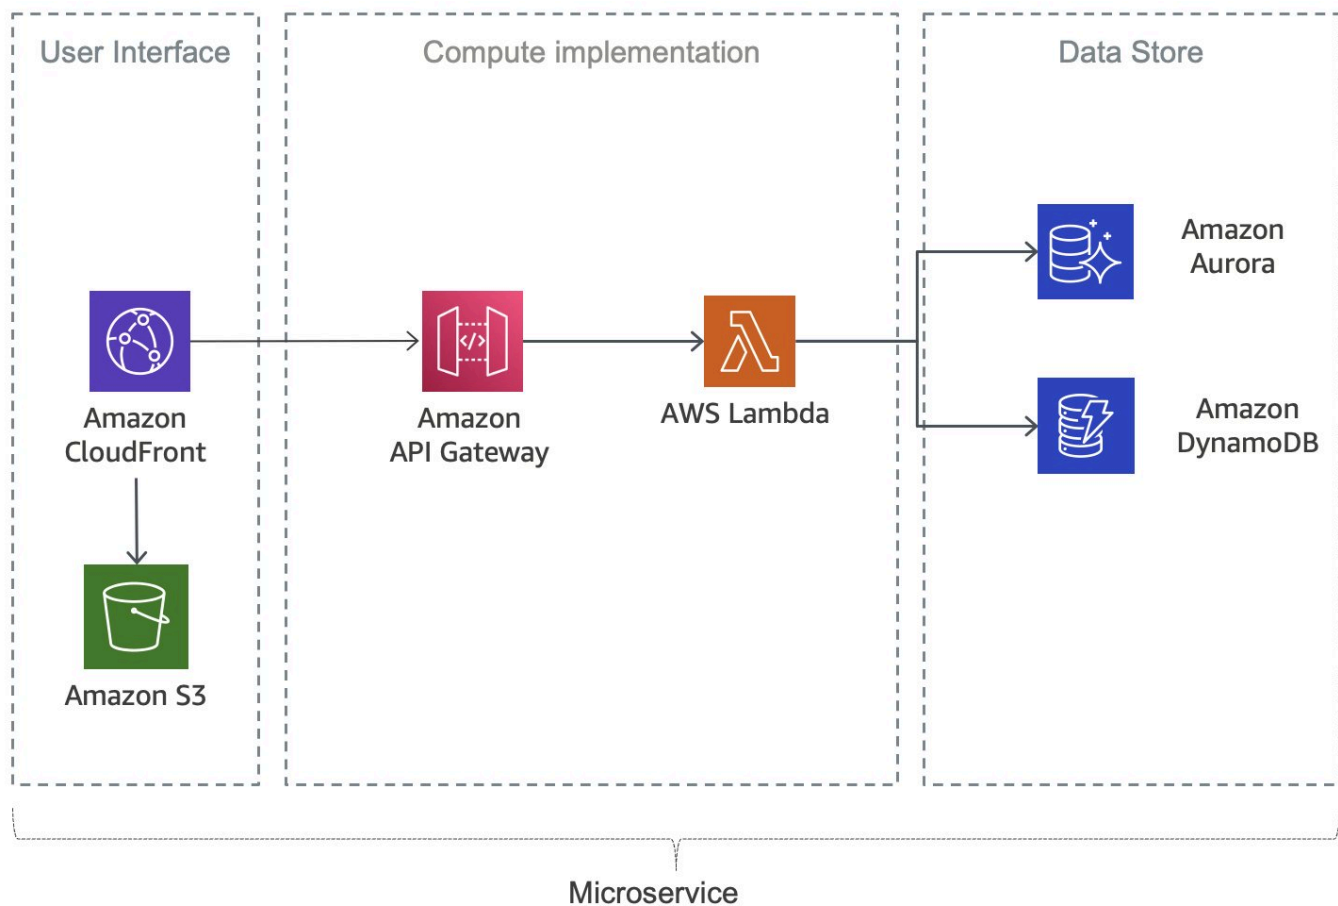 User Interface
Compute implementation
Data Store
Amazon
Aurora
</>
Amazon
CloudFront
Amazon
API Gateway
AWS Lambda
Amazon
DynamoDB
Amazon S3
Microservice